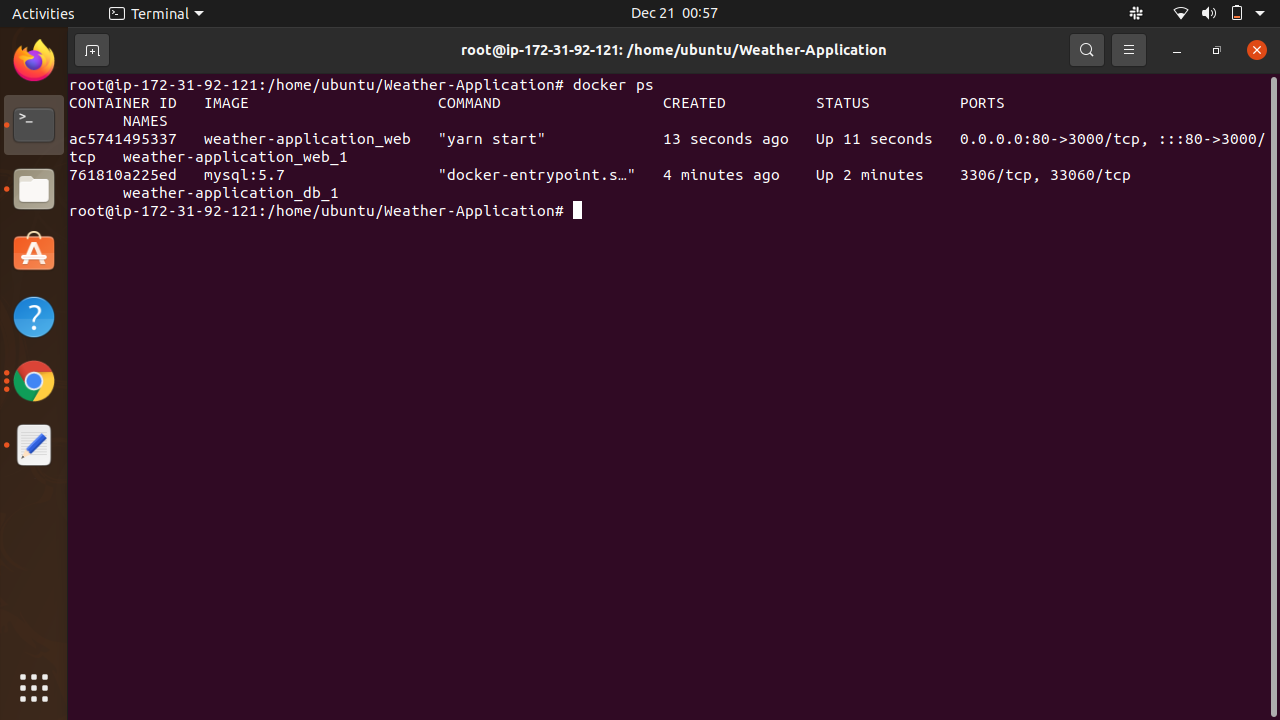 Activities Terminal Dec 21 00:57
root@ip-172-31-92-121: /home/ubuntu/Weather-Application
root@ip-172-31-92-121:/home/ubuntu/Weather-Application# docker ps
CONTAINER ID   IMAGE                     COMMAND                  CREATED          STATUS          PORTS
      NAMES
ac5741495337   weather-application_web   "yarn start"             13 seconds ago   Up 11 seconds   0.0.0.0:80->3000/tcp, :::80->3000/
tcp   weather-application_web_1
761810a225ed   mysql:5.7                 "docker-entrypoint.s…"   4 minutes ago    Up 2 minutes    3306/tcp, 33060/tcp
      weather-application_db_1
root@ip-172-31-92-121:/home/ubuntu/Weather-Application#